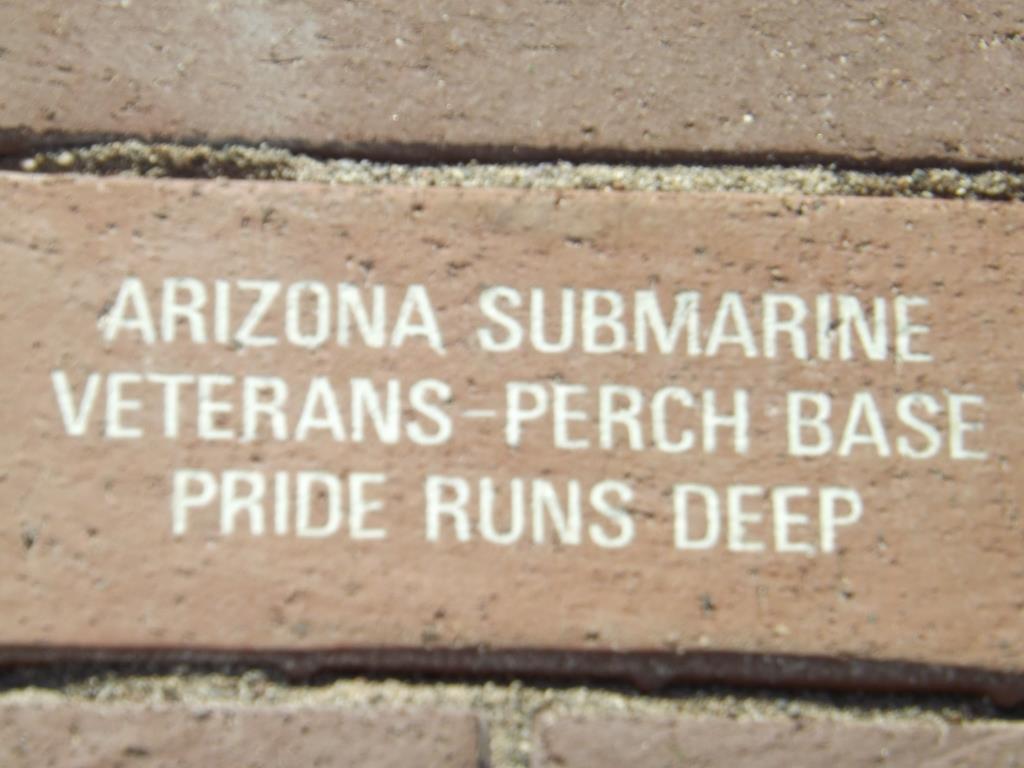 ARIZONA SUBMARINE
VETERANS-PERCH BASE
PRIDE RUNS DEEP